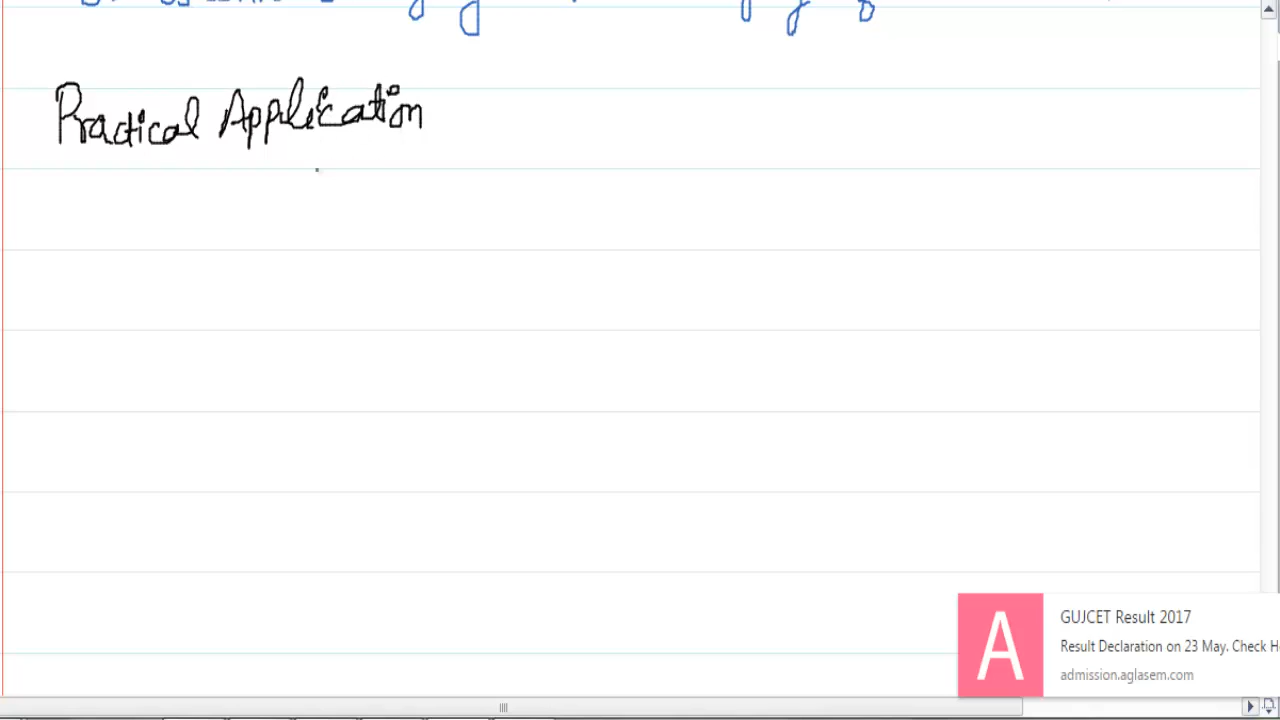 Practical Application
A
GUJCET Result 2017
Result Declaration on 23 May. Check
admission.aglasem.com